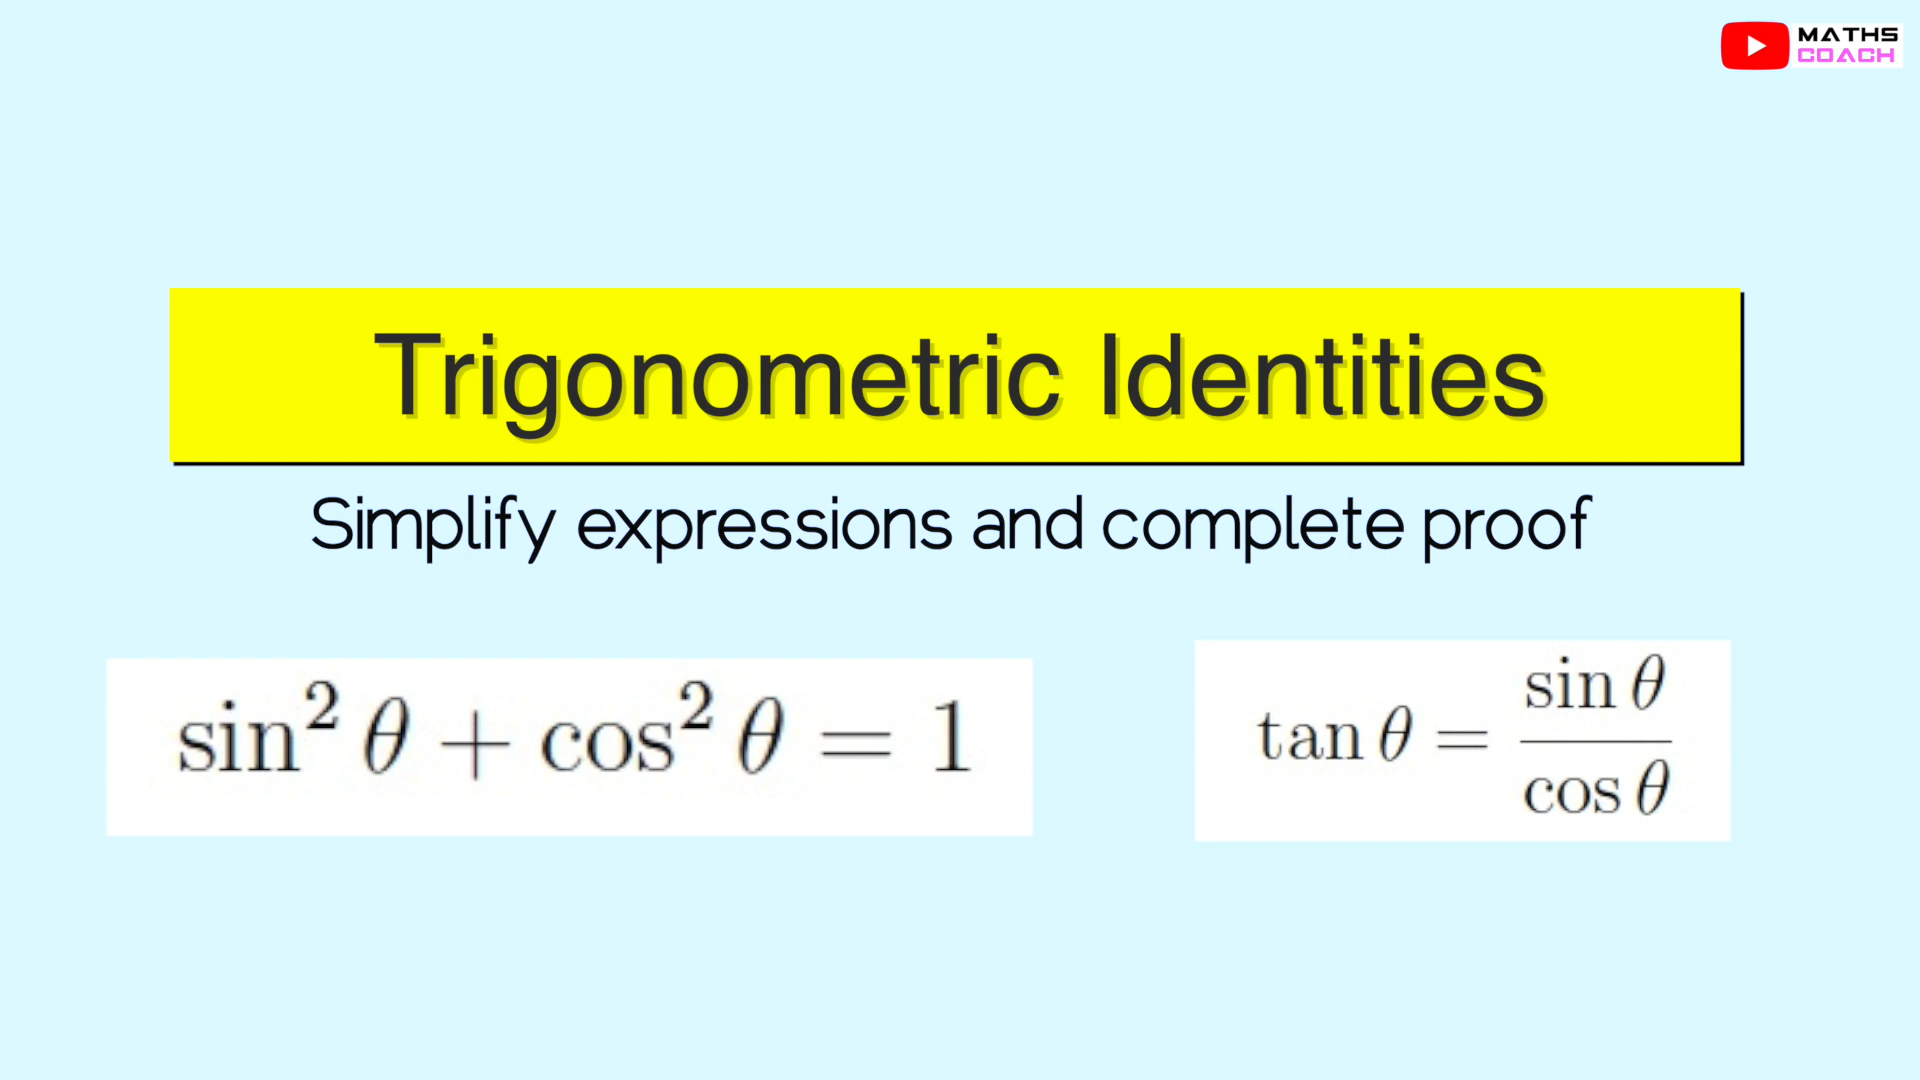 MATHS
COACH
Trigonometric Identities
Simplify expressions and complete proof
sin² θ + cos² θ = 1
tan θ = sin θ / cos θ